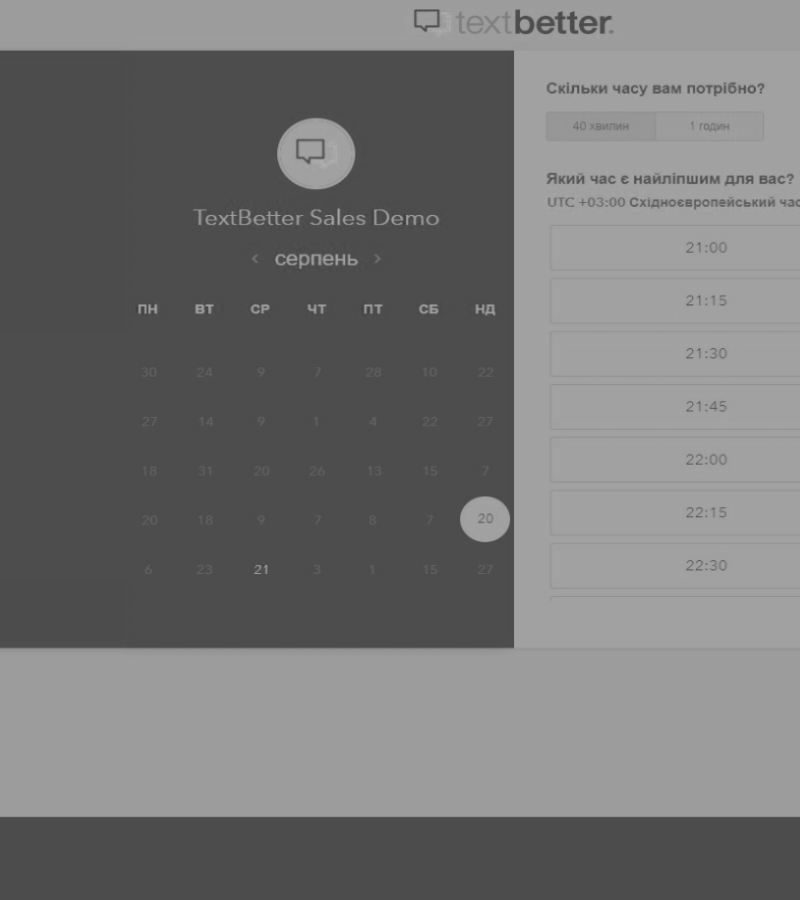 textbetter.
TextBetter Sales Demo
‹ серпень ›
ПН ВТ СР ЧТ ПТ СБ НД
30 24 9 7 28 10 22
27 14 9 1 4 22 27
18 31 20 26 13 15 7
20 18 9 7 8 7 20
6 23 21 3 1 15 27
Скільки часу вам потрібно?
40 хвилин 1 годин
Який час є найліпшим для вас?
UTC +03:00 Східноєвропейський час
21:00
21:15
21:30
21:45
22:00
22:15
22:30